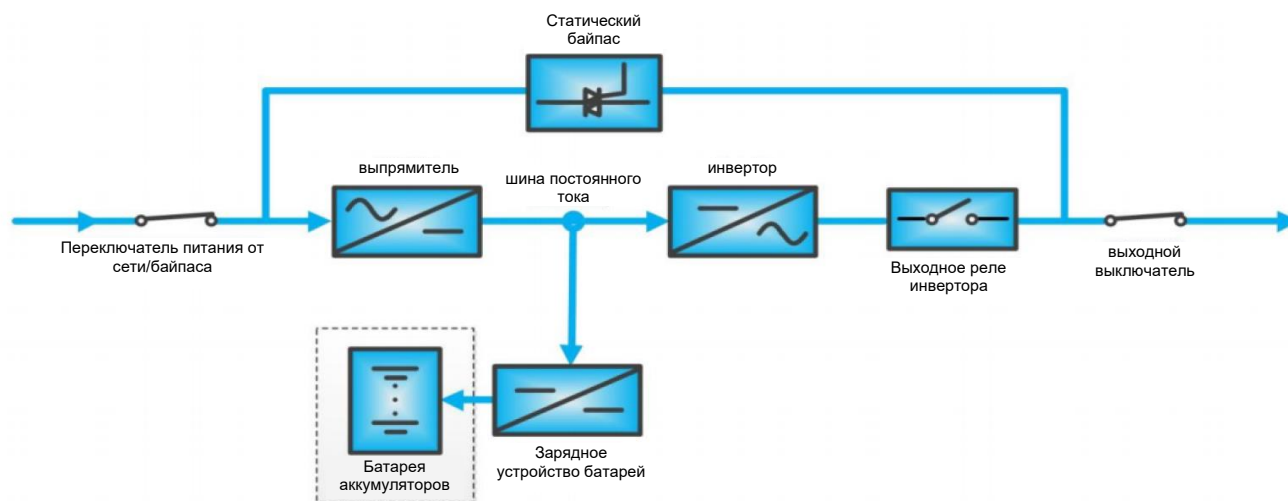 Статический
байпас
выпрямитель
шина постоянного
тока
инвертор
Переключатель питания от
сети/байпаса
Выходное реле
инвертора
выходной
выключатель
Батарея
аккумуляторов
Зарядное
устройство батарей